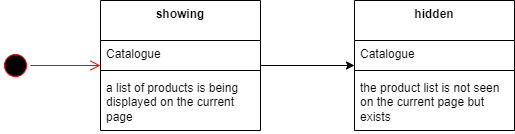 showing
Catalogue
a list of products is being
displayed on the current
page
hidden
Catalogue
the product list is not seen
on the current page but
exists